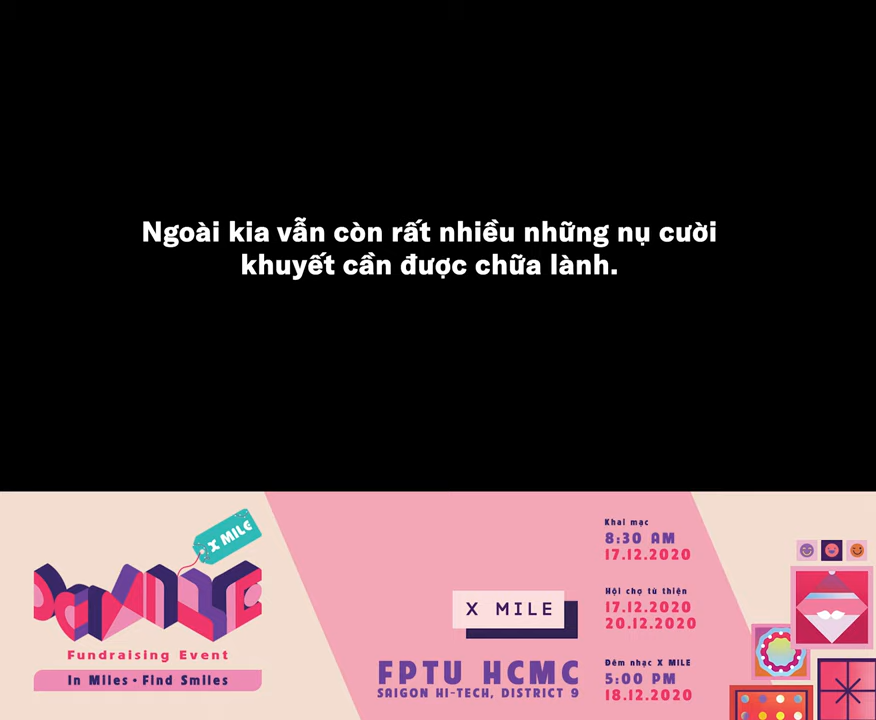 Ngoài kia vẫn còn rất nhiều những nụ cười
khuyết cần được chữa lành.
X MILE
Fundraising Event
In Miles • Find Smiles
X MILE
FPTU HCMC
SAIGON HI-TECH, DISTRICT 9
Khai mạc
8:30 AM
17.12.2020
Hội chợ từ thiện
17.12.2020
20.12.2020
Đêm nhạc X MILE
5:00 PM
18.12.2020